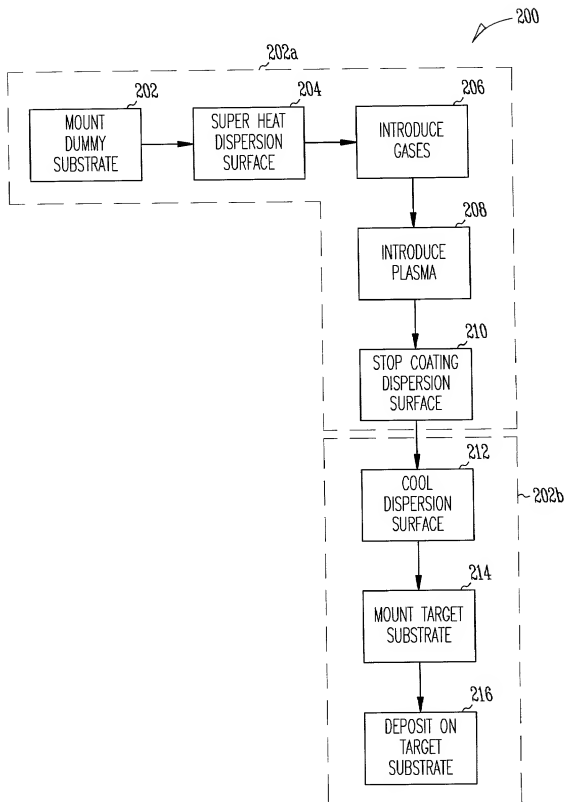 200
202a
202
MOUNT
DUMMY
SUBSTRATE
204
SUPER HEAT
DISPERSION
SURFACE
206
INTRODUCE
GASES
208
INTRODUCE
PLASMA
210
STOP COATING
DISPERSION
SURFACE
212
COOL
DISPERSION
SURFACE
202b
214
MOUNT TARGET
SUBSTRATE
216
DEPOSIT ON
TARGET
SUBSTRATE